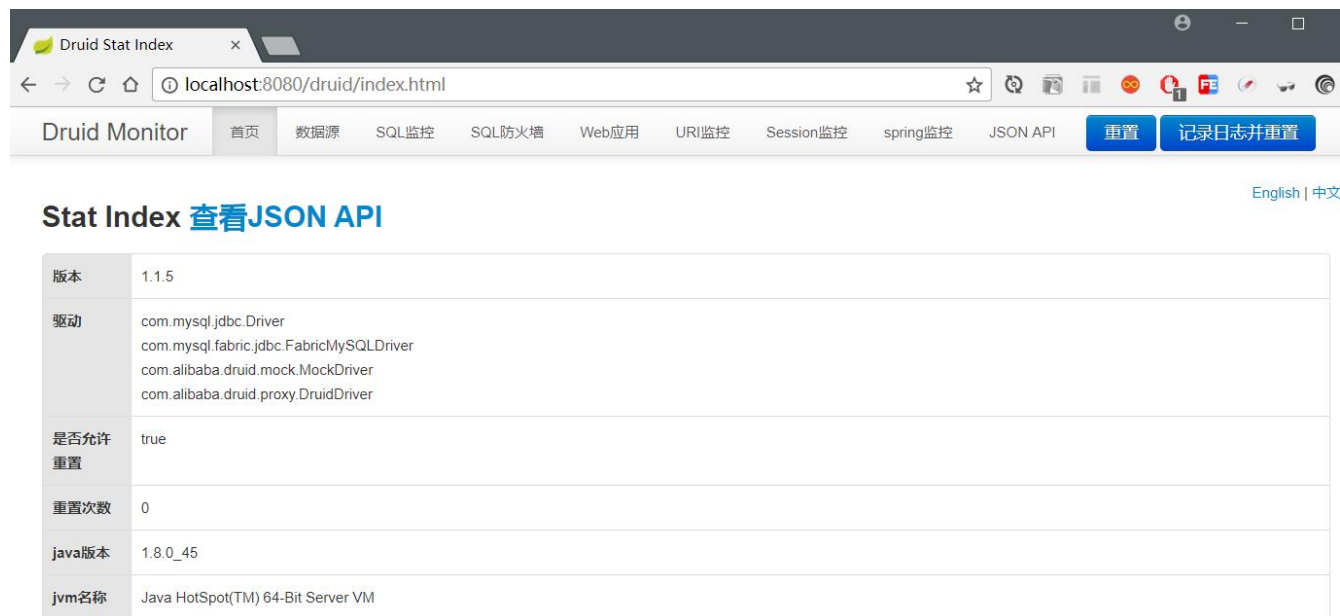 Druid Stat Index
localhost:8080/druid/index.html
1
Druid Monitor 首页 数据源 SQL监控 SQL防火墙 Web应用 URI监控 Session监控 spring监控 JSON API 重置 记录日志并重置
English | 中文
Stat Index 查看JSON API
版本 1.1.5
驱动 com.mysql.jdbc.Driver
com.mysql.fabric.jdbc.FabricMySQLDriver
com.alibaba.druid.mock.MockDriver
com.alibaba.druid.proxy.DruidDriver
是否允许 true
重置
重置次数 0
java版本 1.8.0_45
jvm名称 Java HotSpot(TM) 64-Bit Server VM